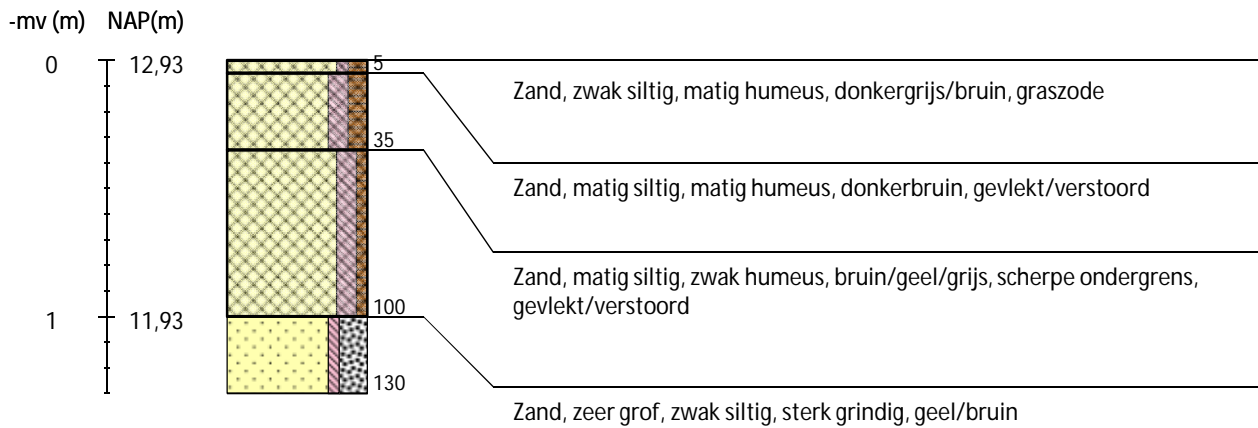 -mv (m) NAP(m)
0 12,93
5
Zand, zwak siltig, matig humeus, donkergrijs/bruin, graszode
35
Zand, matig siltig, matig humeus, donkerbruin, gevlekt/verstoord
Zand, matig siltig, zwak humeus, bruin/geel/grijs, scherpe ondergrens,
gevlekt/verstoord
100
1 11,93
130
Zand, zeer grof, zwak siltig, sterk grindig, geel/bruin